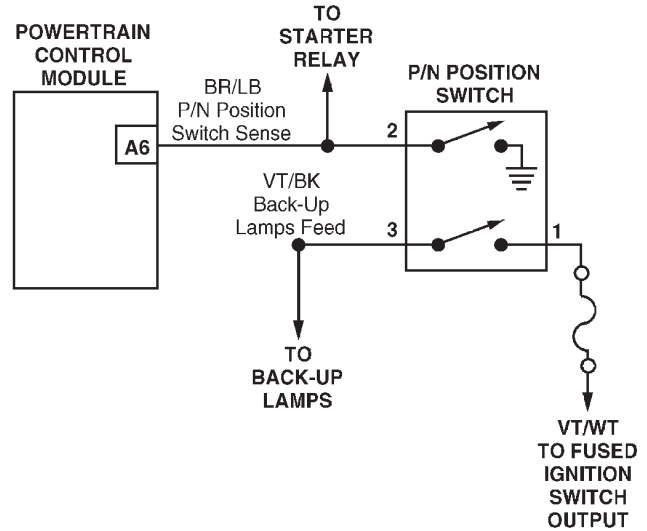 POWERTRAIN
CONTROL
MODULE
TO
STARTER
RELAY
P/N POSITION
SWITCH
BR/LB
P/N Position
Switch Sense
A6
2
VT/BK
Back-Up
Lamps Feed
3
1
TO
BACK-UP
LAMPS
VT/WT
TO FUSED
IGNITION
SWITCH
OUTPUT